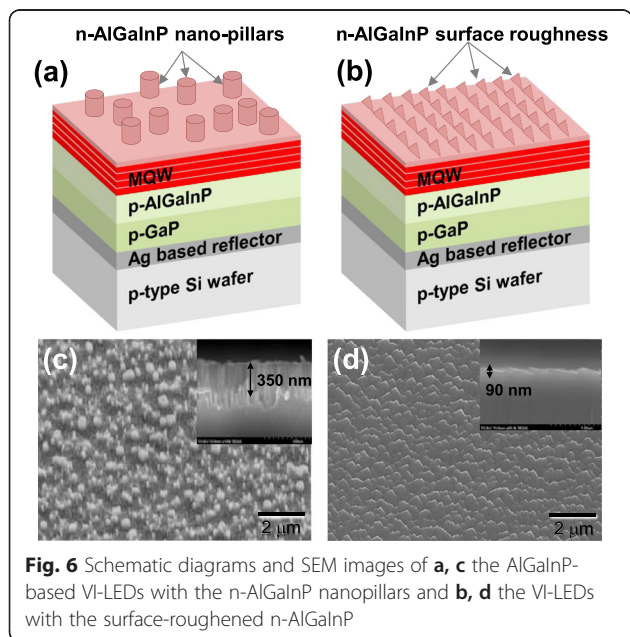 n-AlGaInP nano-pillars
n-AlGaInP surface roughness
(a)
(b)
MQW
p-AlGaInP
p-GaP
Ag based reflector
p-type Si wafer
MQW
p-AlGaInP
p-GaP
Ag based reflector
p-type Si wafer
(c)
350 nm
2 μm
(d)
90 nm
2 μm
Fig. 6 Schematic diagrams and SEM images of a, c the AlGaInP-
based VI-LEDs with the n-AlGaInP nanopillars and b, d the VI-LEDs
with the surface-roughened n-AlGaInP